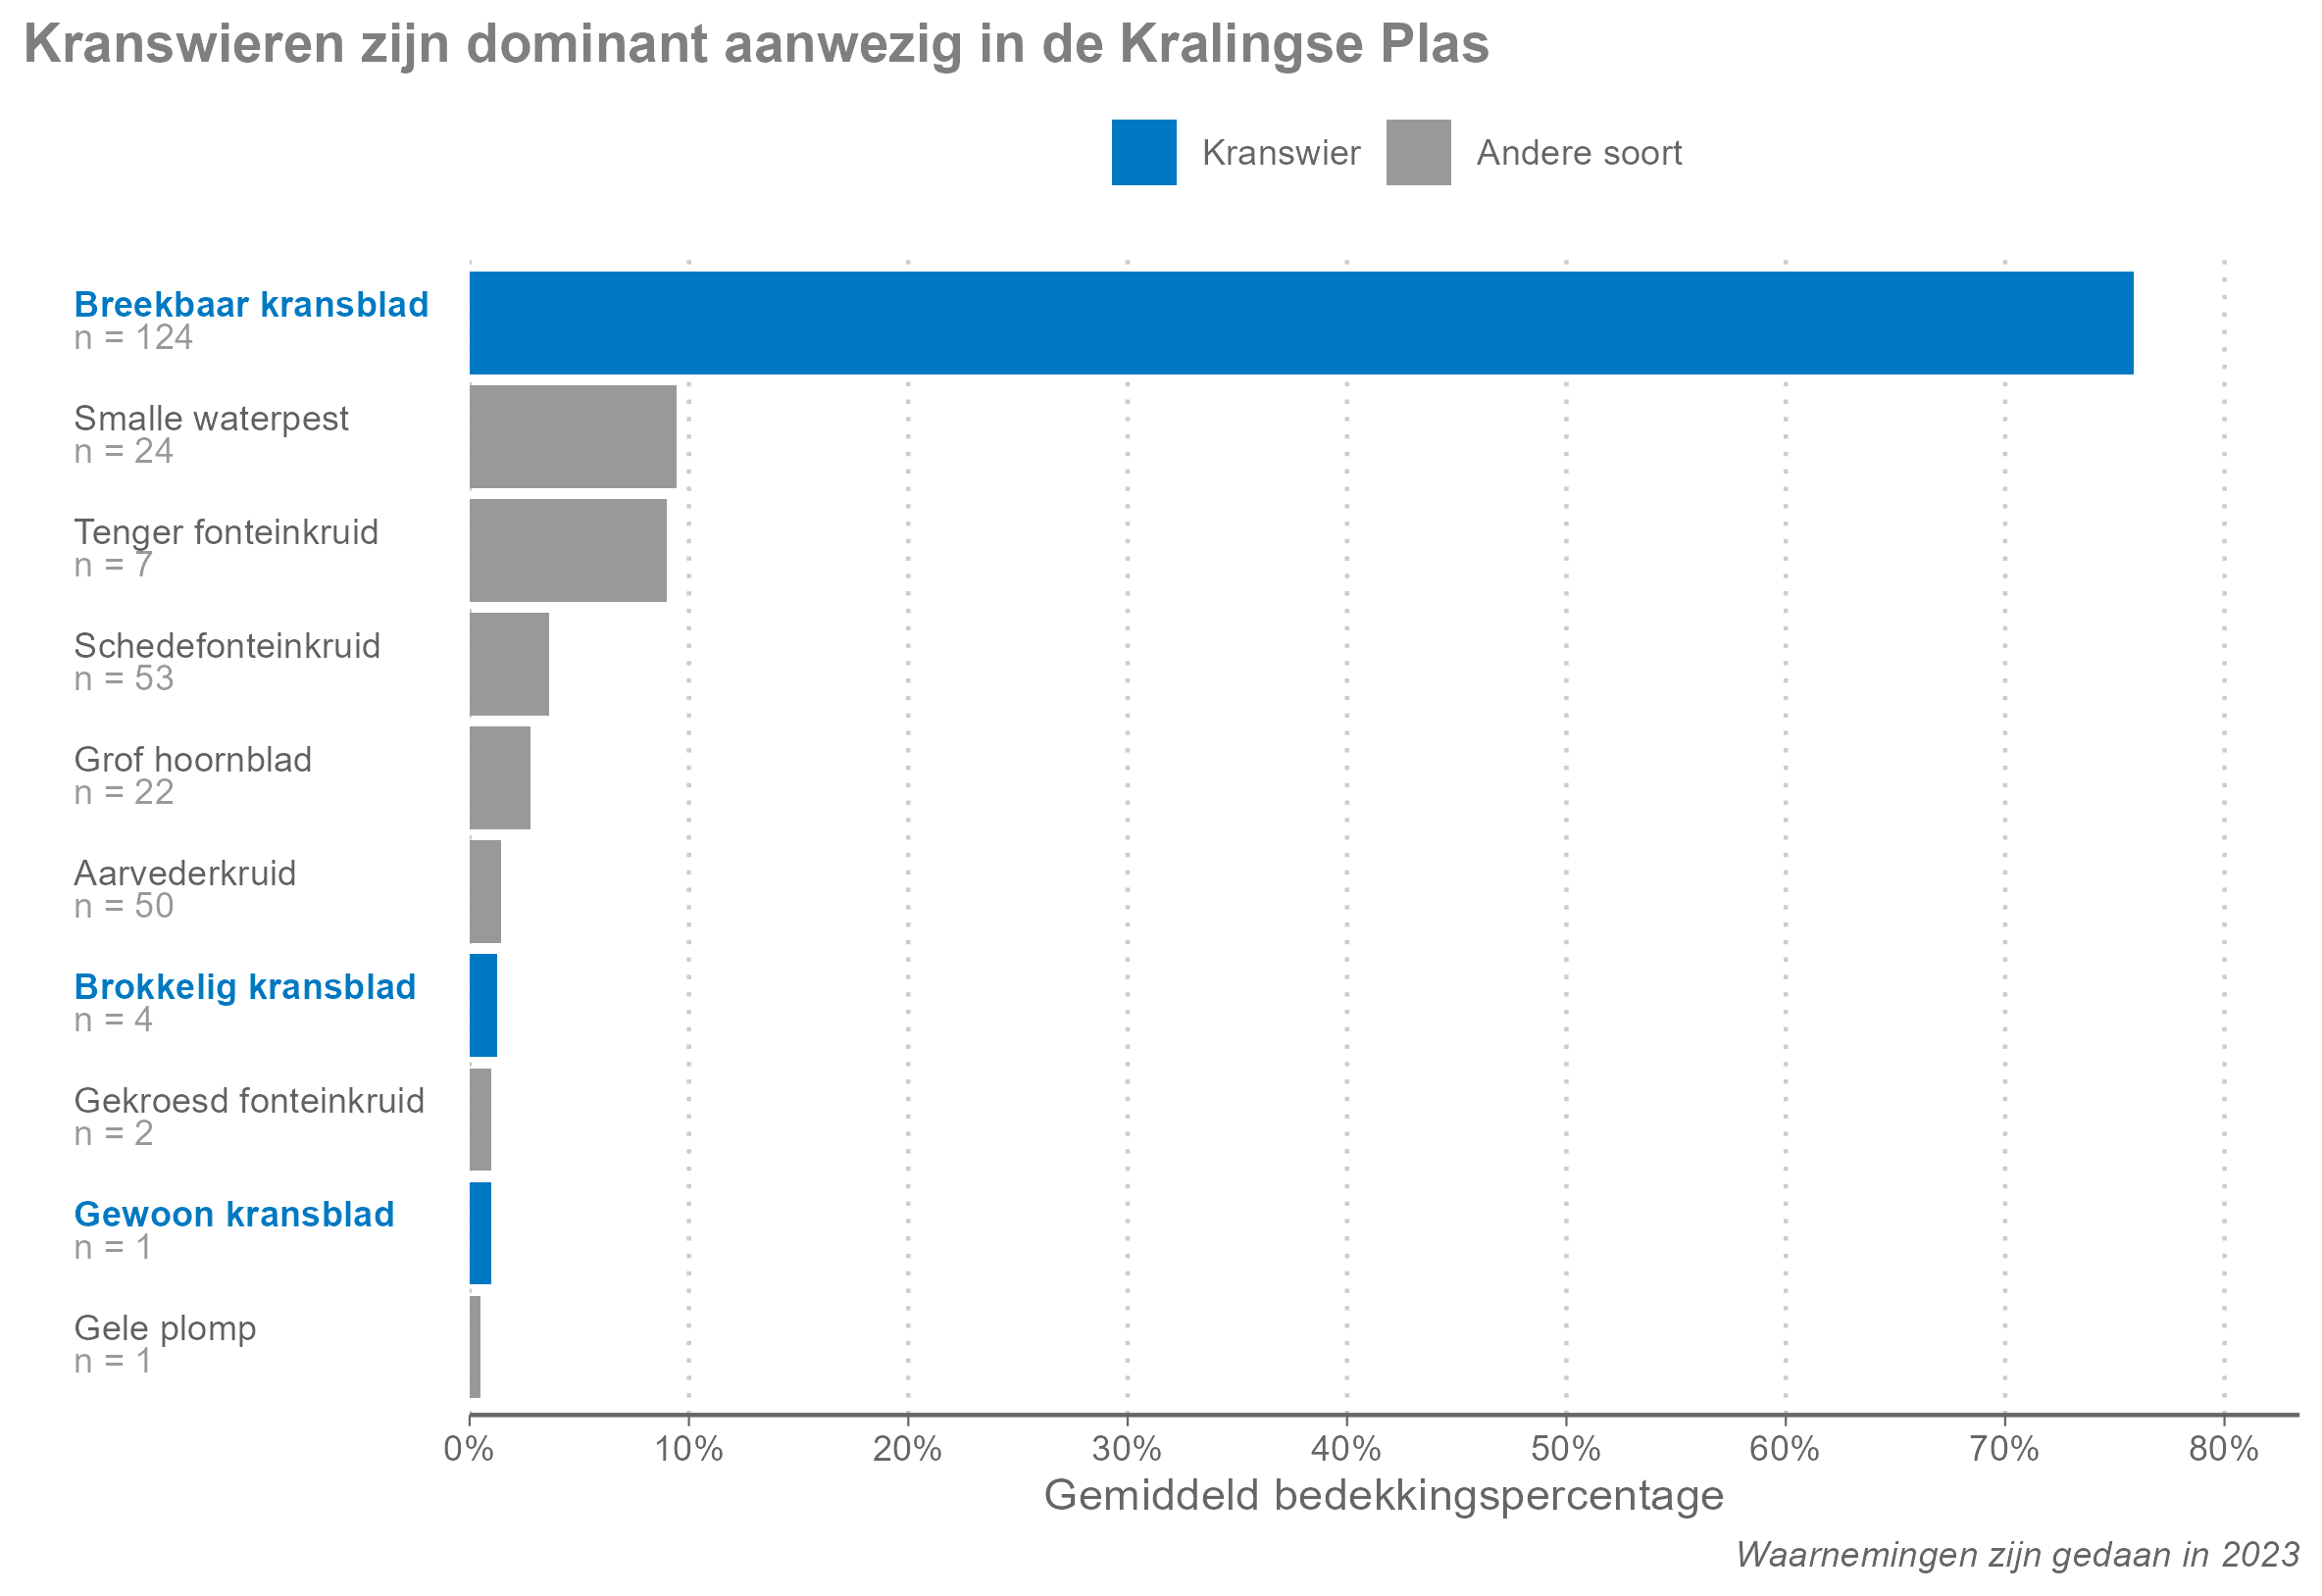 Kranswieren zijn dominant aanwezig in de Kralingse Plas
Kranswier
Andere soort
Breekbaar kransblad
n = 124
Smalle waterpest
n = 24
Tenger fonteinkruid
n = 7
Schedefonteinkruid
n = 53
Grof hoornblad
n = 22
Aarvederkruid
n = 50
Brokkelig kransblad
n = 4
Gekroesd fonteinkruid
n = 2
Gewoon kransblad
n = 1
Gele plomp
n = 1
0% 10% 20% 30% 40% 50% 60% 70% 80%
Gemiddeld bedekkingspercentage
Waarnemingen zijn gedaan in 2023